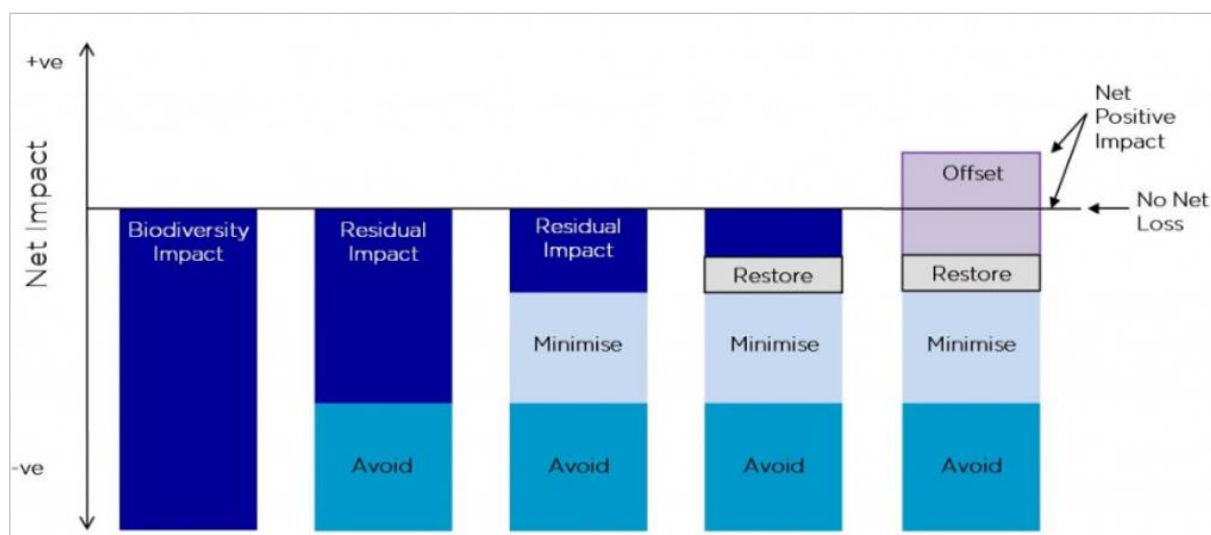 +ve
Net Impact
-ve
Biodiversity
Impact
Residual
Impact
Avoid
Residual
Impact
Minimise
Avoid
Restore
Minimise
Avoid
Offset
Restore
Minimise
Avoid
Net
Positive
Impact
No Net
Loss